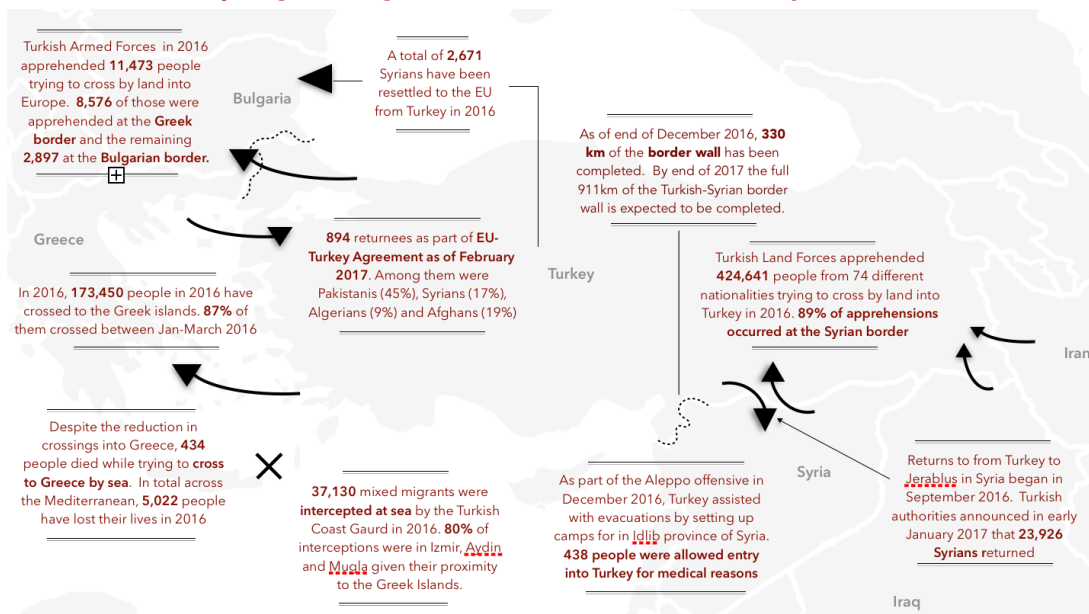 Turkish Armed Forces in 2016
apprehended 11,473 people
trying to cross by land into
Europe. 8,576 of those were
apprehended at the Greek
border and the remaining
2,897 at the Bulgarian border.
Bulgaria
A total of 2,671
Syrians have been
resettled to the EU
from Turkey in 2016
As of end of December 2016, 330
km of the border wall has been
completed. By end of 2017 the full
911km of the Turkish-Syrian border
wall is expected to be completed.
Greece
894 returnees as part of EU-
Turkey Agreement as of February
2017. Among them were
Pakistanis (45%), Syrians (17%),
Algerians (9%) and Afghans (19%)
Turkey
Turkish Land Forces apprehended
424,641 people from 74 different
nationalities trying to cross by land into
Turkey in 2016. 89% of apprehensions
occurred at the Syrian border
In 2016, 173,450 people in 2016 have
crossed to the Greek islands. 87% of
them crossed between Jan-March 2016
Iran
Despite the reduction in
crossings into Greece, 434
people died while trying to cross
to Greece by sea. In total across
the Mediterranean, 5,022 people
have lost their lives in 2016
37,130 mixed migrants were
intercepted at sea by the Turkish
Coast Gaurd in 2016. 80% of
interceptions were in Izmir, Aydin
and Mugla given their proximity
to the Greek Islands.
As part of the Aleppo offensive in
December 2016, Turkey assisted
with evacuations by setting up
camps for in Idlib province of Syria.
438 people were allowed entry
into Turkey for medical reasons
Syria
Returns to from Turkey to
Jerablus in Syria began in
September 2016. Turkish
authorities announced in early
January 2017 that 23,926
Syrians returned
Iraq